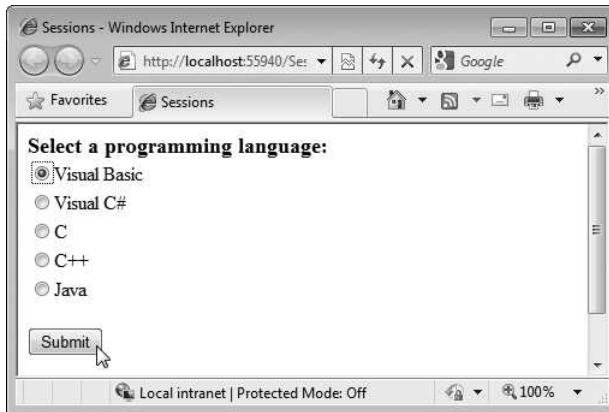 Sessions - Windows Internet Explorer
http://localhost:55940/Ses
Google
Favorites
Sessions
Select a programming language:
Visual Basic
Visual C#
C
C++
Java
Submit
Local intranet | Protected Mode: Off
100%